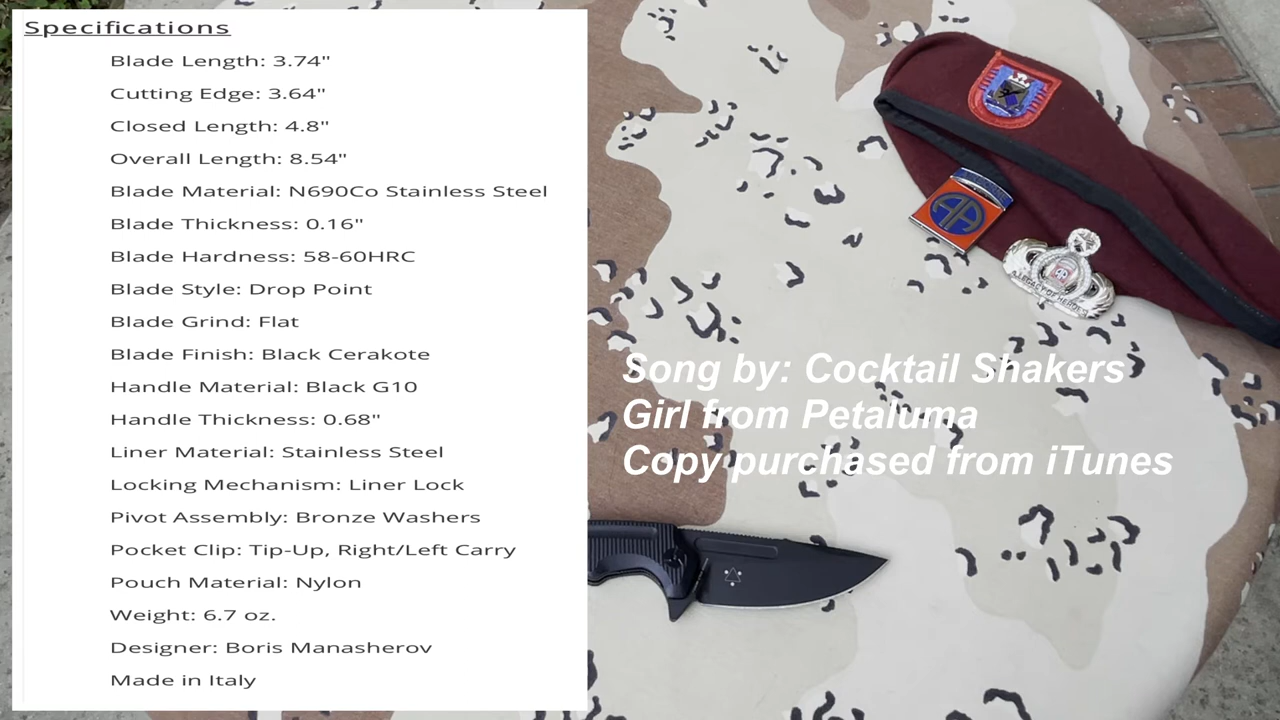 Specifications
Blade Length: 3.74"
Cutting Edge: 3.64"
Closed Length: 4.8"
Overall Length: 8.54"
Blade Material: N690Co Stainless Steel
Blade Thickness: 0.16"
Blade Hardness: 58-60HRC
Blade Style: Drop Point
Blade Grind: Flat
Blade Finish: Black Cerakote
Handle Material: Black G10
Handle Thickness: 0.68"
Liner Material: Stainless Steel
Locking Mechanism: Liner Lock
Pivot Assembly: Bronze Washers
Pocket Clip: Tip-Up, Right/Left Carry
Pouch Material: Nylon
Weight: 6.7 oz.
Designer: Boris Manasherov
Made in Italy
AA
LEGACY OF HEROES
Song by: Cocktail Shakers
Girl from Petaluma
Copy purchased from iTunes